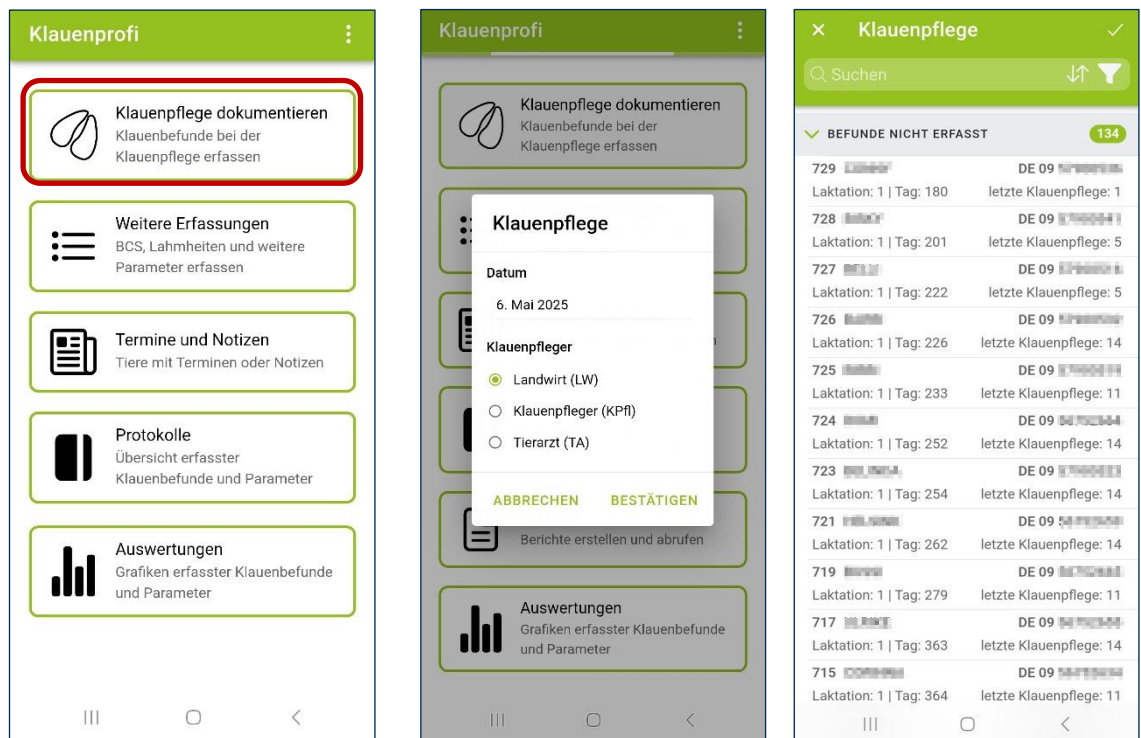 Klauenprofi
Klauenpflege dokumentieren
Klauenbefunde bei der
Klauenpflege erfassen
Weitere Erfassungen
BCS, Lahmheiten und weitere
Parameter erfassen
Termine und Notizen
Tiere mit Terminen oder Notizen
Protokolle
Übersicht erfasster
Klauenbefunde und Parameter
Auswertungen
Grafiken erfasster Klauenbefunde
und Parameter
Klauenprofi
Klauenpflege dokumentieren
Klauenbefunde bei der
Klauenpflege erfassen
Klauenpflege
Datum
6. Mai 2025
Klauenpfleger
Landwirt (LW)
Klauenpfleger (KPfl)
Tierarzt (TA)
ABBRECHEN BESTÄTIGEN
Berichte erstellen und abrufen
Auswertungen
Grafiken erfasster Klauenbefunde
und Parameter
Klauenpflege
Suchen
BEFUNDE NICHT ERFASST 134
729 DE 09
Laktation: 1 | Tag: 180 letzte Klauenpflege: 1
728 DE 09
Laktation: 1 | Tag: 201 letzte Klauenpflege: 5
727 DE 09
Laktation: 1 | Tag: 222 letzte Klauenpflege: 5
726 DE 09
Laktation: 1 | Tag: 226 letzte Klauenpflege: 14
725 DE 09
Laktation: 1 | Tag: 233 letzte Klauenpflege: 11
724 DE 09
Laktation: 1 | Tag: 252 letzte Klauenpflege: 14
723 DE 09
Laktation: 1 | Tag: 254 letzte Klauenpflege: 14
721 DE 09
Laktation: 1 | Tag: 262 letzte Klauenpflege: 14
719 DE 09
Laktation: 1 | Tag: 279 letzte Klauenpflege: 11
717 DE 09
Laktation: 1 | Tag: 363 letzte Klauenpflege: 14
715 DE 09
Laktation: 1 | Tag: 364 letzte Klauenpflege: 11